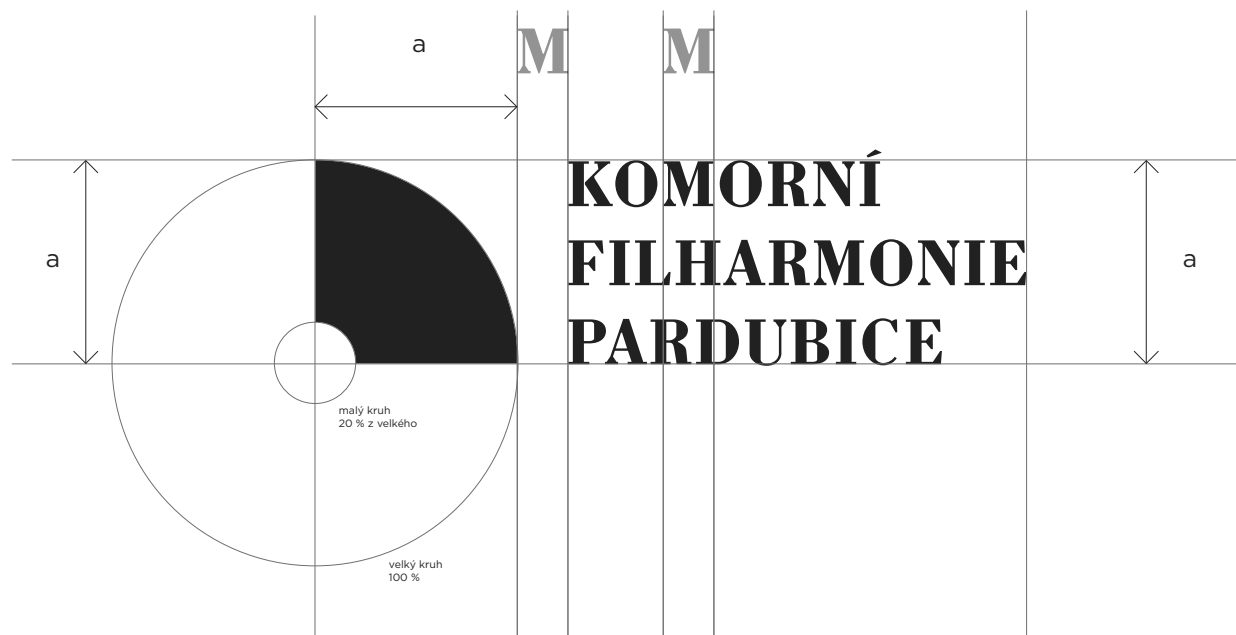 a
M M
a
KOMORNÍ
FILHARMONIE
PARDUBICE
a
malý kruh
20 % z velkého
velký kruh
100 %